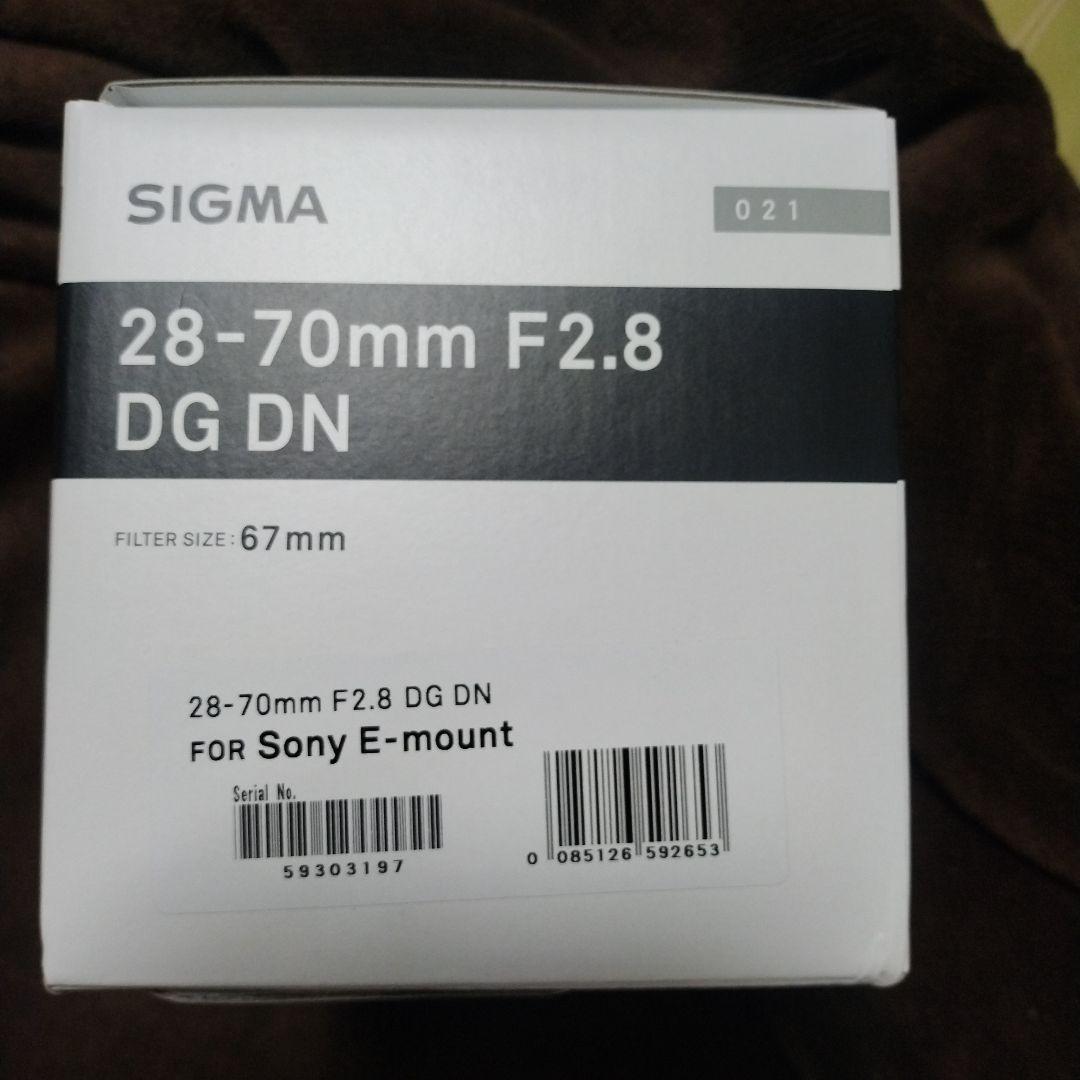 SIGMA
021
28-70mm F2.8
DG DN
FILTER SIZE: 67mm
28-70mm F2.8 DG DN
FOR Sony E-mount
Serial No.
59303197
0 085126 592653